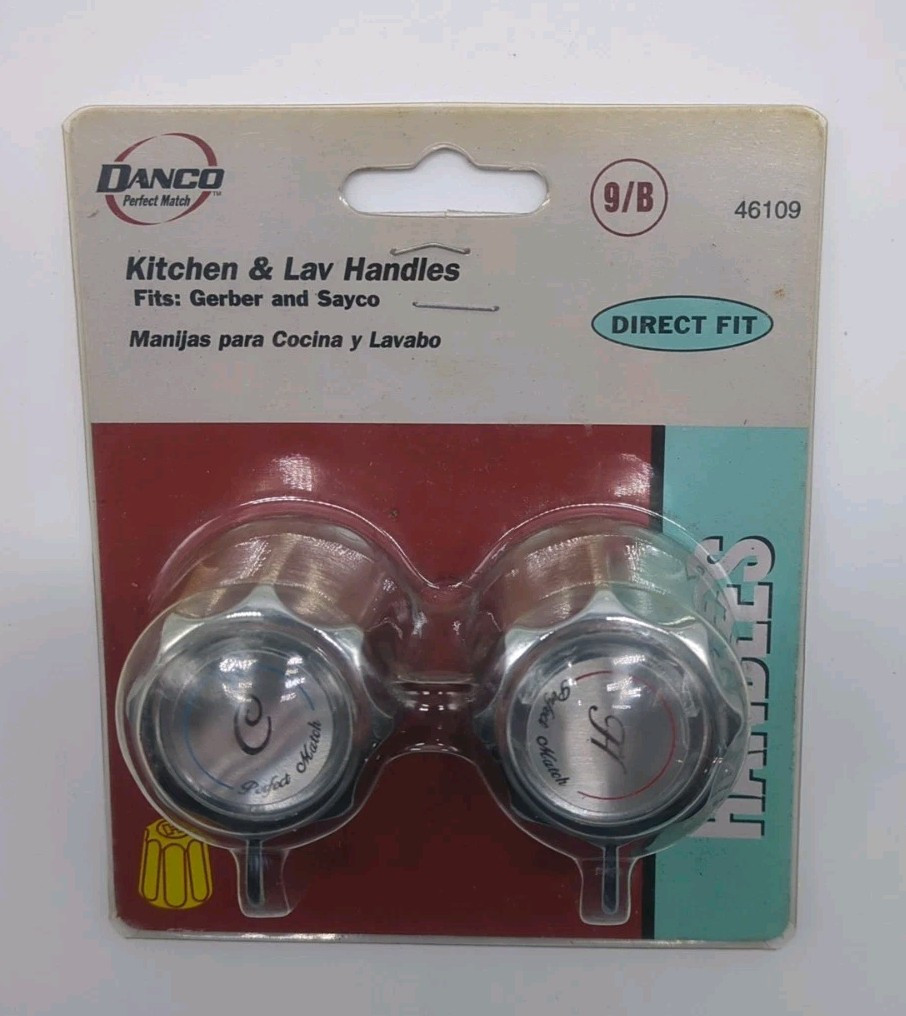 DANCO
Perfect Match™
9/B
46109
Kitchen & Lav Handles
Fits: Gerber and Sayco
Manijas para Cocina y Lavabo
DIRECT FIT
HANDLES
C
Perfect Match
H
Perfect Match